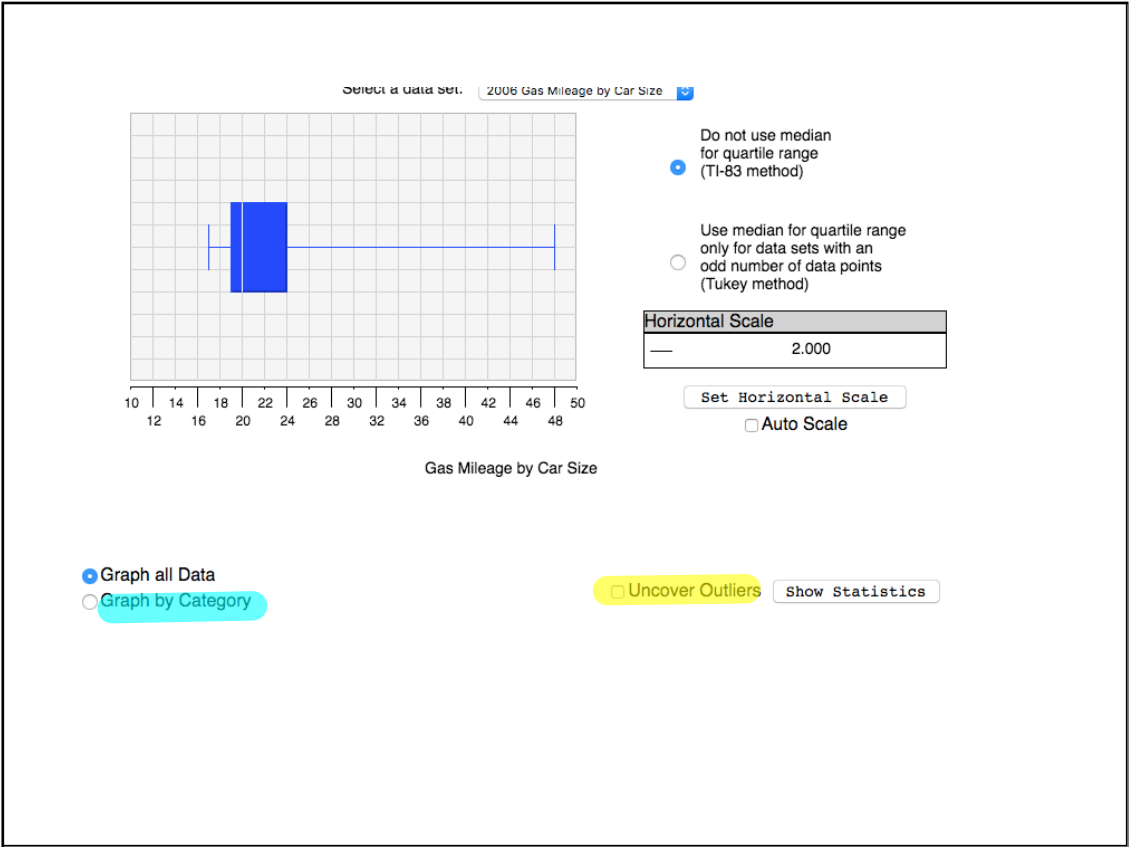 Select a data set: 2006 Gas Mileage by Car Size
Do not use median
for quartile range
(TI-83 method)
Use median for quartile range
only for data sets with an
odd number of data points
(Tukey method)
Horizontal Scale
2.000
Set Horizontal Scale
Auto Scale
10 14 18 22 26 30 34 38 42 46 50
12 16 20 24 28 32 36 40 44 48
Gas Mileage by Car Size
Graph all Data
Graph by Category
Uncover Outliers Show Statistics